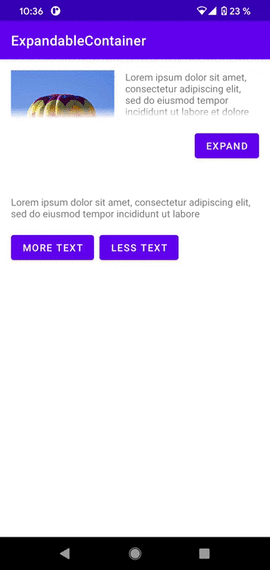 10:36
23 %
ExpandableContainer
Lorem ipsum dolor sit amet,
consectetur adipiscing elit,
sed do eiusmod tempor
incididunt ut labore et dolore
EXPAND
Lorem ipsum dolor sit amet, consectetur adipiscing elit,
sed do eiusmod tempor incididunt ut labore
MORE TEXT
LESS TEXT